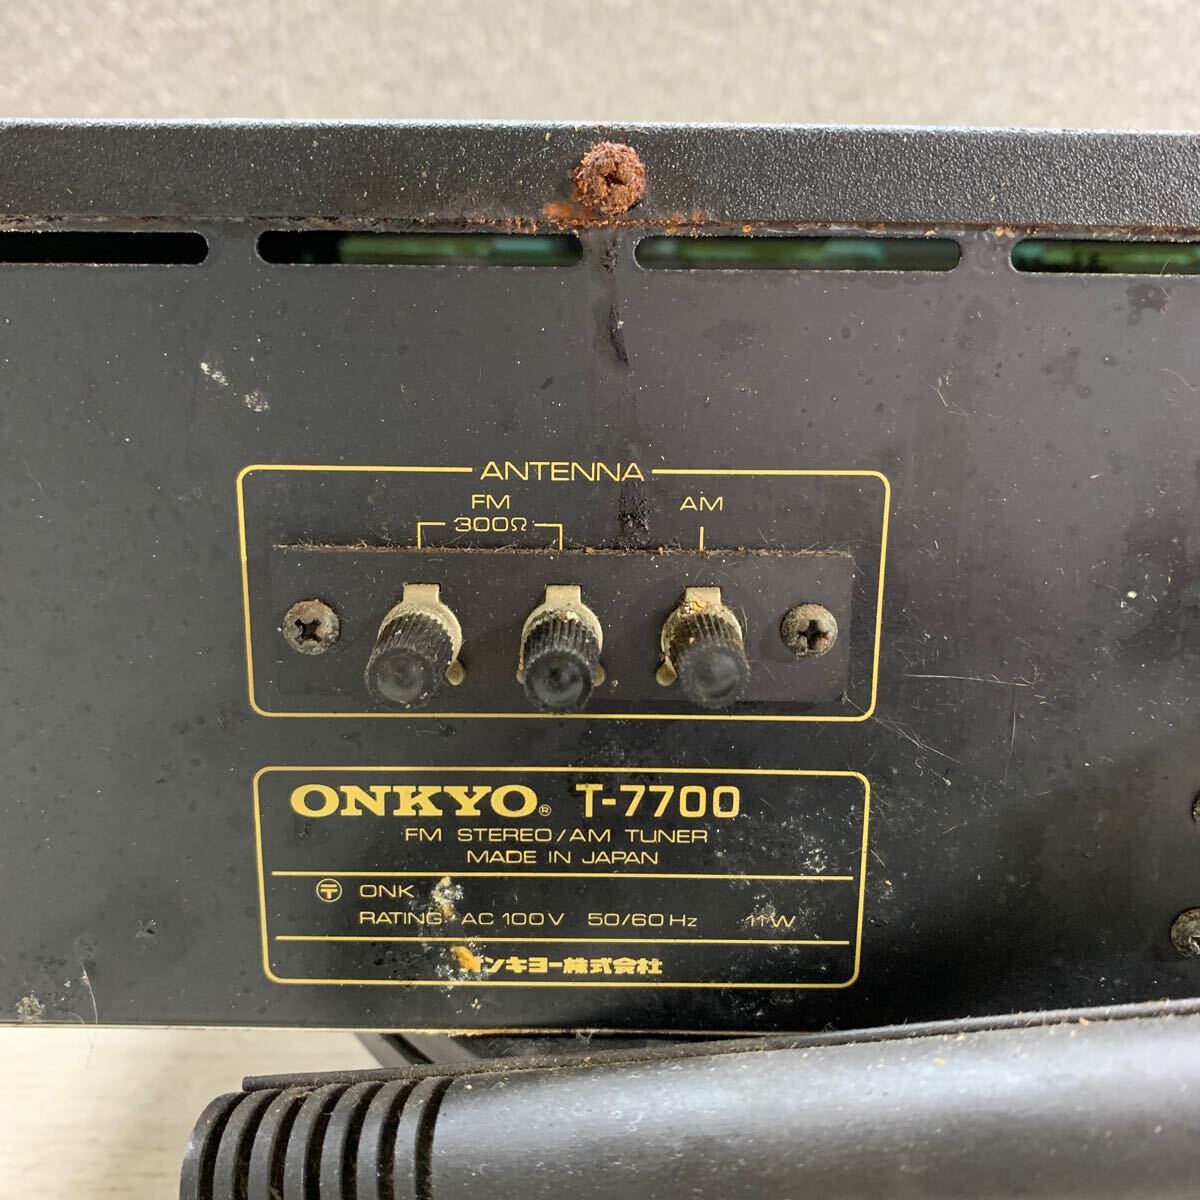 ANTENNA
FM AM
300Ω
ONKYO® T-7700
FM STEREO/AM TUNER
MADE IN JAPAN
〒 ONK
RATING: AC 100V 50/60Hz 11W
オンキヨー株式会社